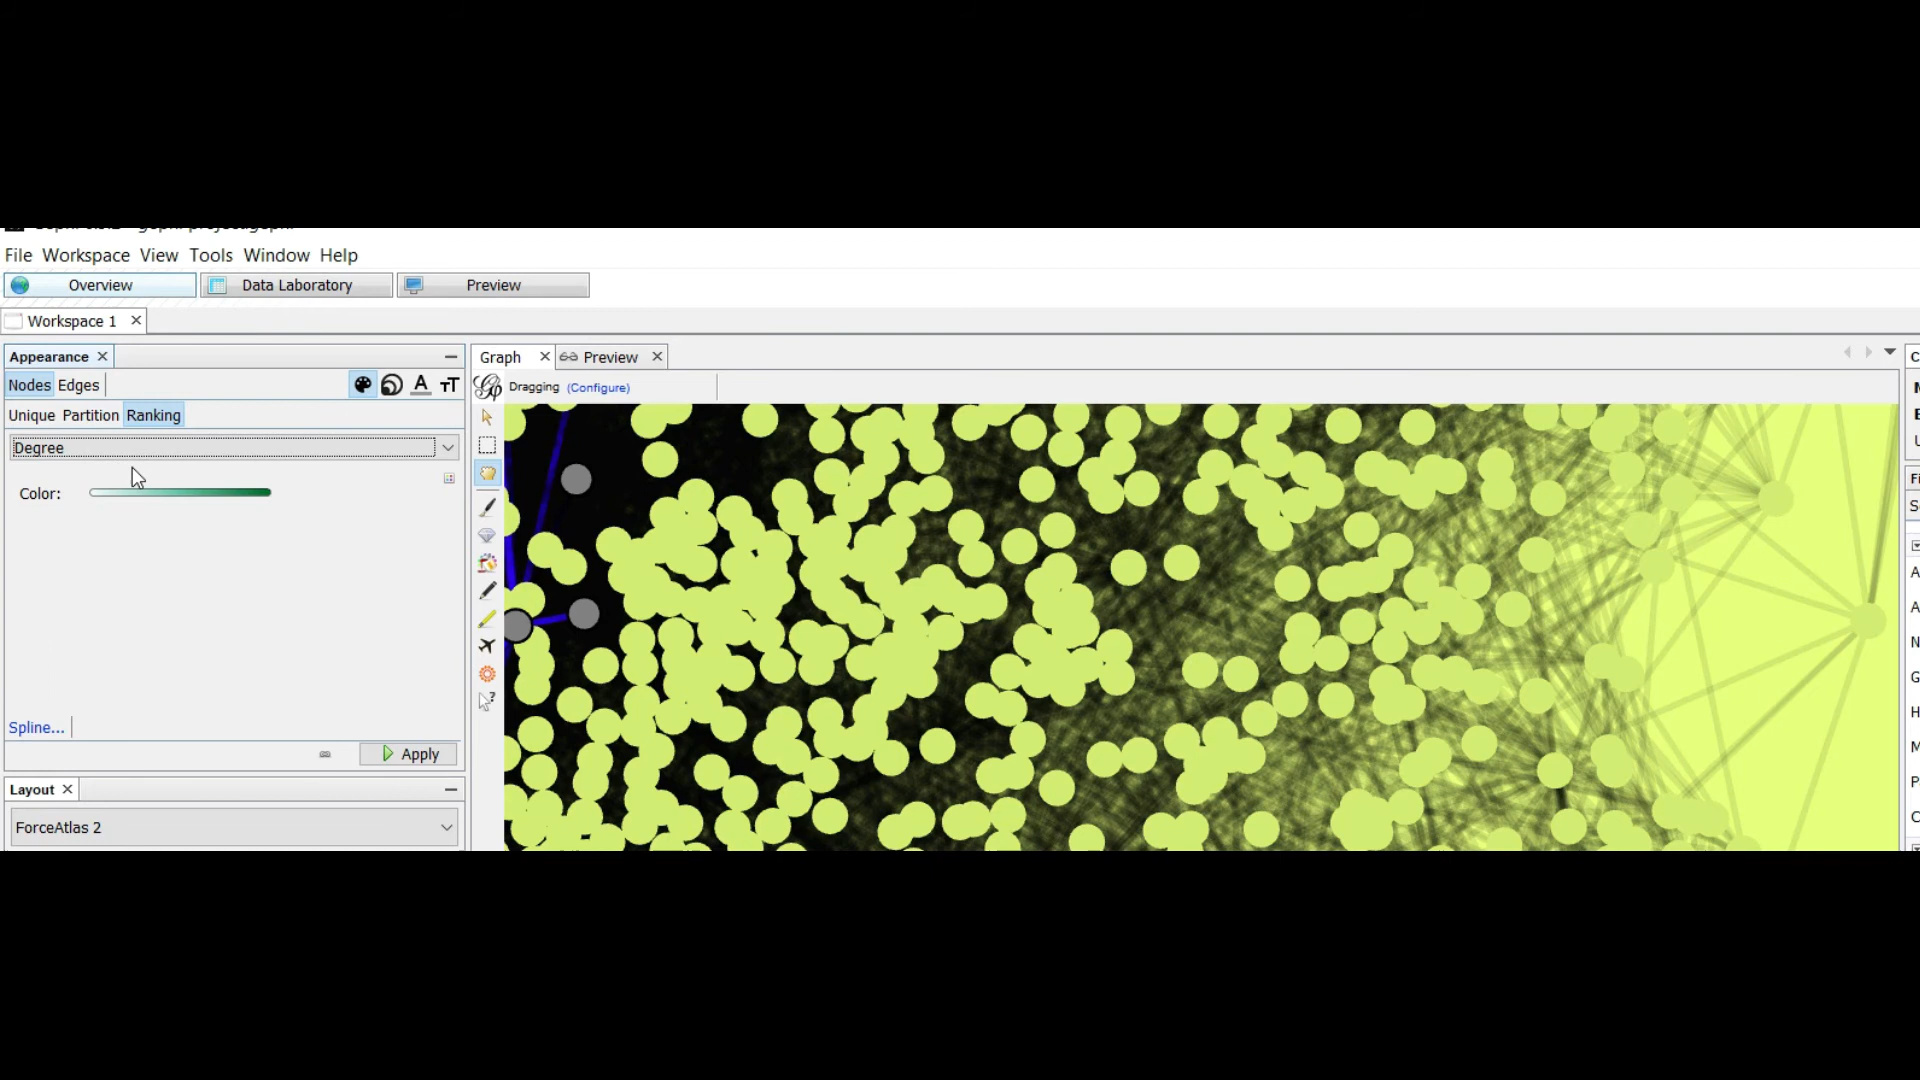 File Workspace View Tools Window Help
Overview Data Laboratory Preview
Workspace 1
Appearance
Graph Preview
Nodes Edges A TT
Dragging (Configure)
Unique Partition Ranking
Degree
Color:
Spline...
Apply
Layout
ForceAtlas 2